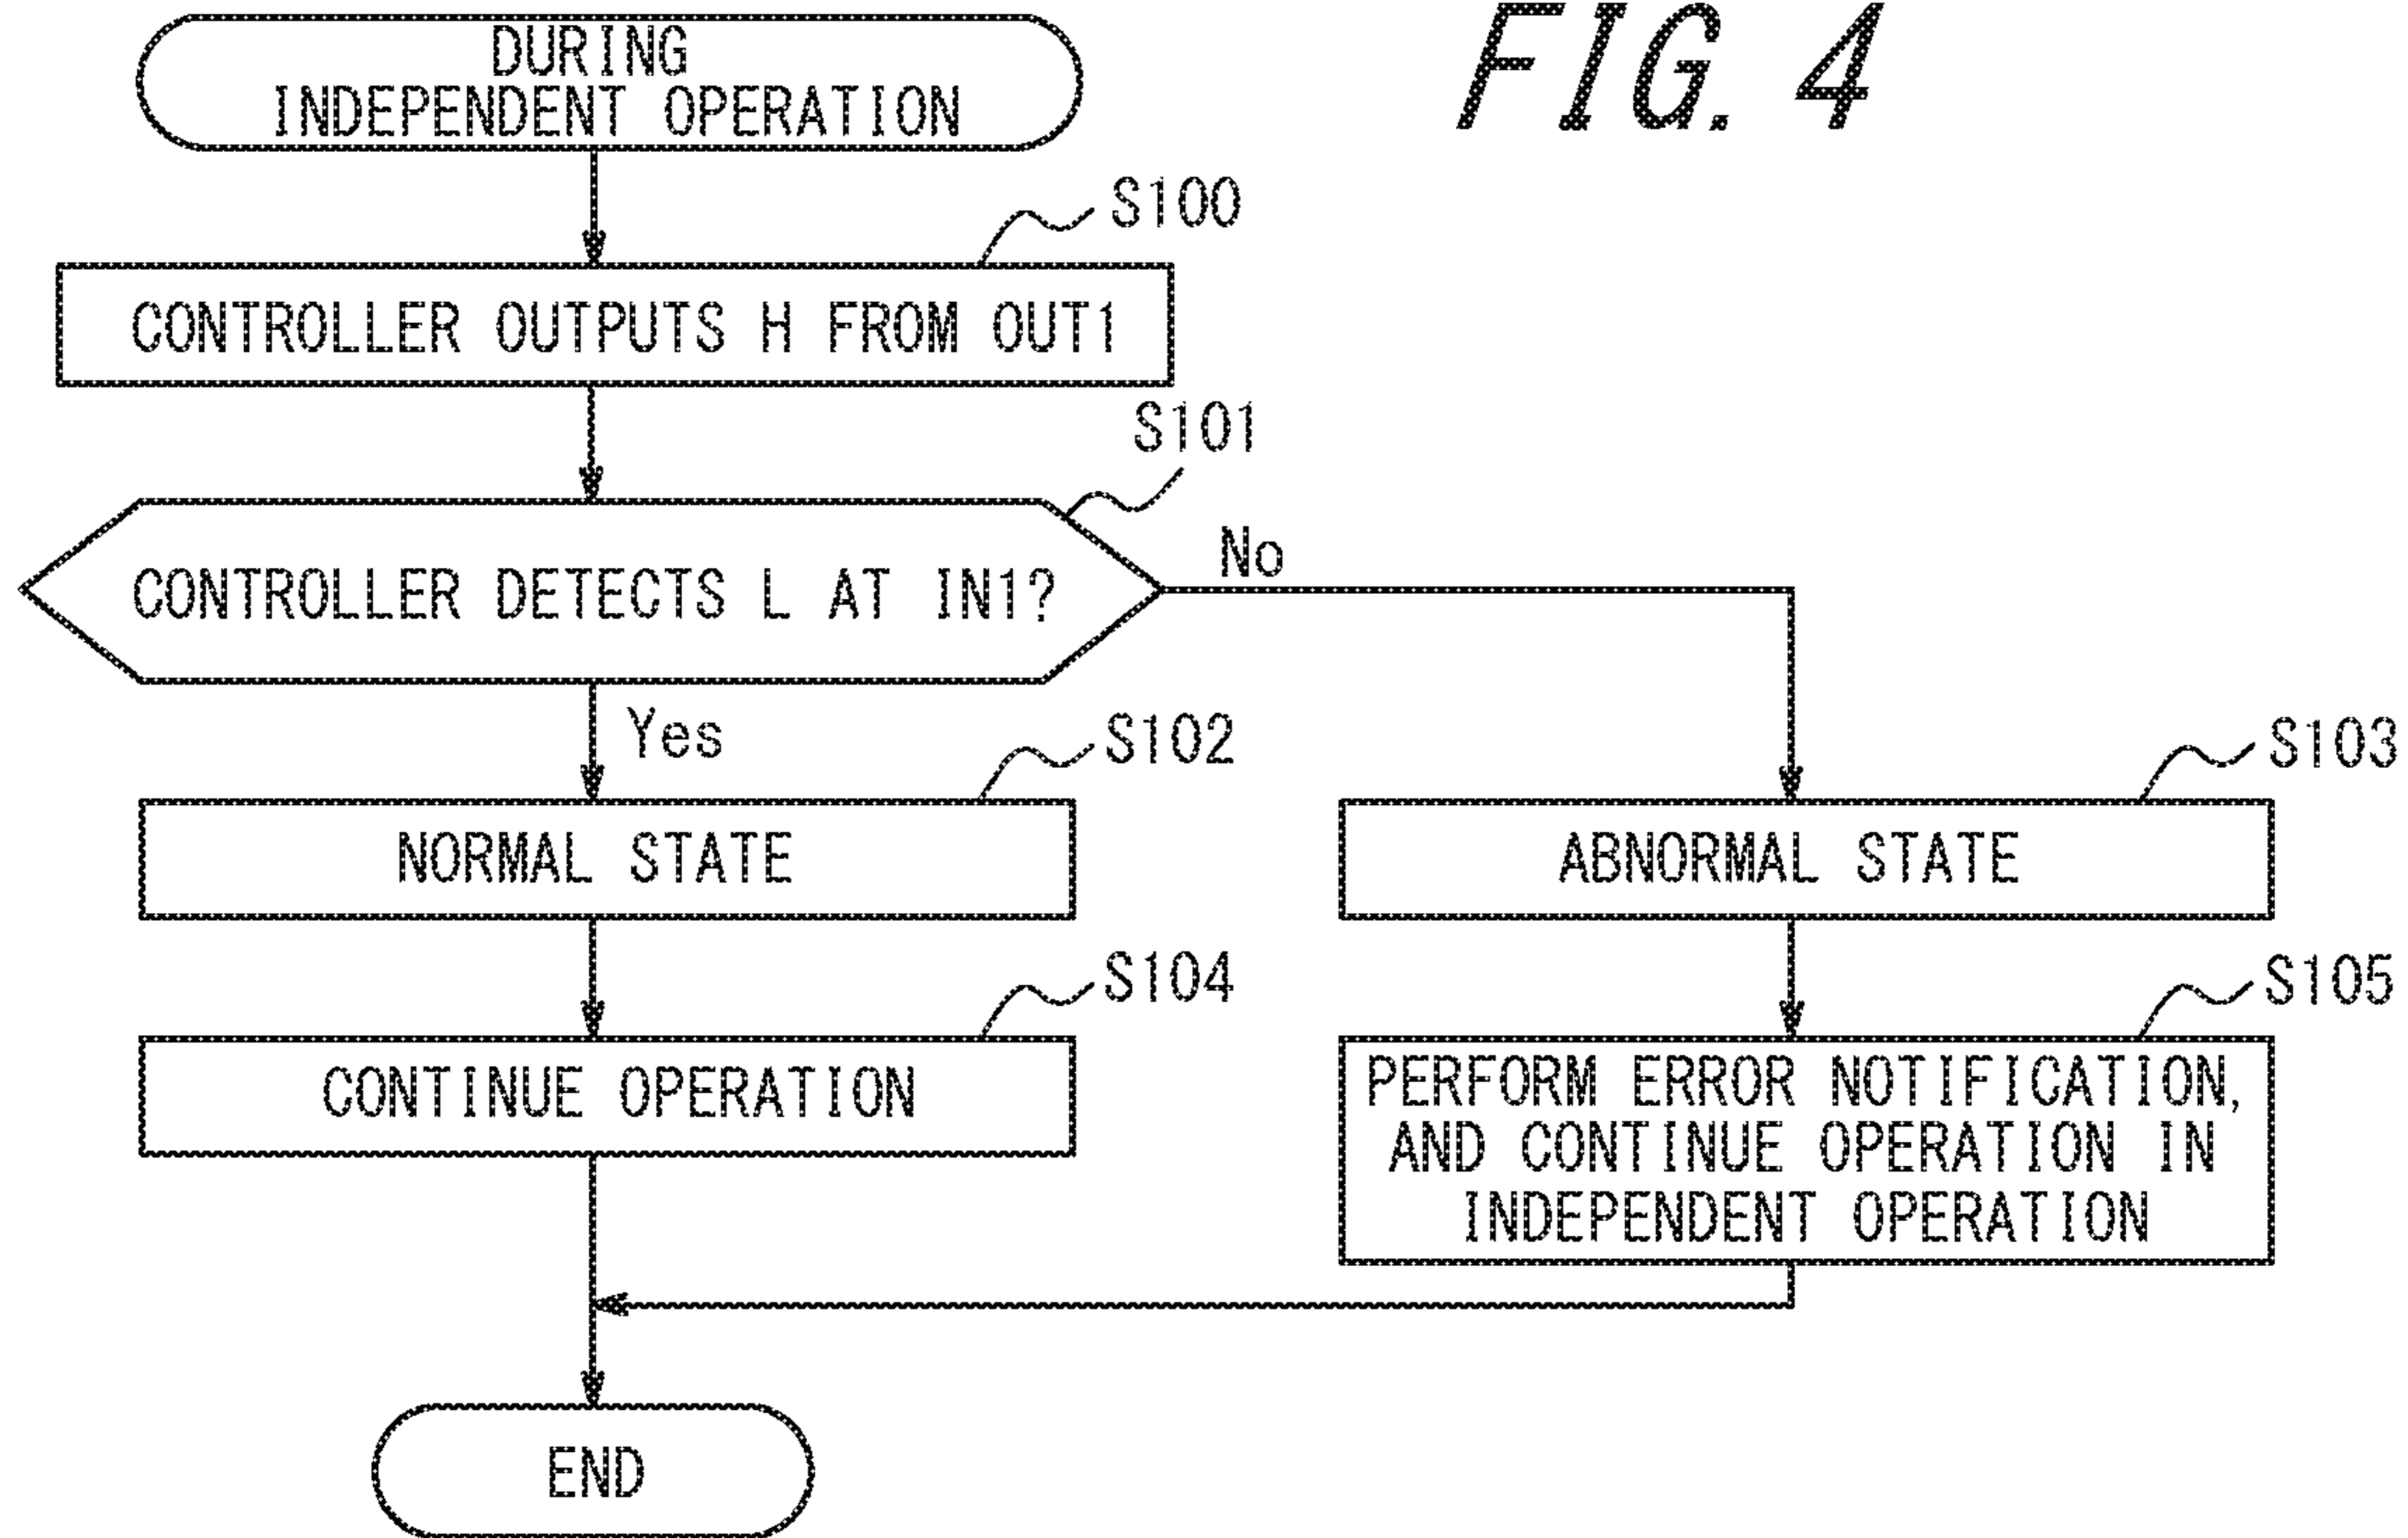 FIG. 4
DURING
INDEPENDENT OPERATION
S100
CONTROLLER OUTPUTS H FROM OUT1
S101
CONTROLLER DETECTS L AT IN1?
No
Yes
S102
NORMAL STATE
S103
ABNORMAL STATE
S104
CONTINUE OPERATION
S105
PERFORM ERROR NOTIFICATION,
AND CONTINUE OPERATION IN
INDEPENDENT OPERATION
END